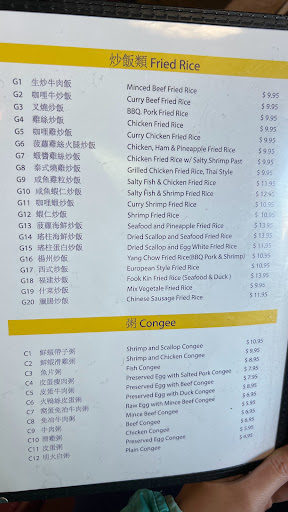 炒飯類 Fried Rice
G1 生炒牛肉飯 Minced Beef Fried Rice $ 9.95
G2 咖喱牛炒飯 Curry Beef Fried Rice $ 9.95
G3 叉燒炒飯 BBQ. Pork Fried Rice $ 9.95
G4 雞絲炒飯 Chicken Fried Rice $ 9.95
G5 咖喱雞炒飯 Curry Chicken Fried Rice $ 9.95
G6 菠蘿雞絲火腿炒飯 Chicken, Ham & Pineapple Fried Rice $ 9.95
G7 蝦醬雞絲炒飯 Chicken Fried Rice w/ Salty Shrimp Past $ 9.95
G8 泰式燒雞炒飯 Grilled Chicken Fried Rice, Thai Style $ 9.95
G9 咸魚雞粒炒飯 Salty Fish & Chicken Fried Rice
G10 咸魚蝦仁炒飯 Salty Fish & Shrimp Fried Rice
G11 咖喱蝦炒飯 Curry Shrimp Fried Rice
G12 蝦仁炒飯 Shrimp Fried Rice
G13 菠蘿海鮮炒飯 Seafood and Pineapple Fried Rice
G14 瑤柱海鮮炒飯 Dried Scallop and Seafood Fried Rice
G15 瑤柱蛋白炒飯 Dried Scallop and Egg White Fried Rice
G16 楊州炒飯 Yang Chow Fried Rice(BBQ Pork & Shrimp)
G17 西式炒飯 European Style Fried Rice
G18 福建炒飯 Fook Kin Fried Rice (Seafood & Duck )
G19 什菜炒飯 Mix Vegetale Fried Rice $ 9.95
G20 臘腸炒飯 Chinese Sausage Fried Rice $ 11.95
粥 Congee
C1 鮮蝦帶子粥 Shrimp and Scallop Congee $ 10.95
C2 鮮蝦滑雞粥 Shrimp and Chicken Congee $ 9.95
C3 魚片粥 Fish Congee
C4 皮蛋瘦肉粥 Preserved Egg with Salted Pork Congee
C5 皮蛋牛肉粥 Preserved Egg with Beef Congee
C6 火鴨絲皮蛋粥 Preserved Egg with Duck Congee
C7 Raw Egg with Mince Beef Congee
C8 免治牛肉粥 Mince Beef Congee
C9 牛肉粥 Beef Congee
C10 滑雞粥 Chicken Congee
C11 皮蛋粥 Preserved Egg Congee
C12 明火白粥 Plain Congee